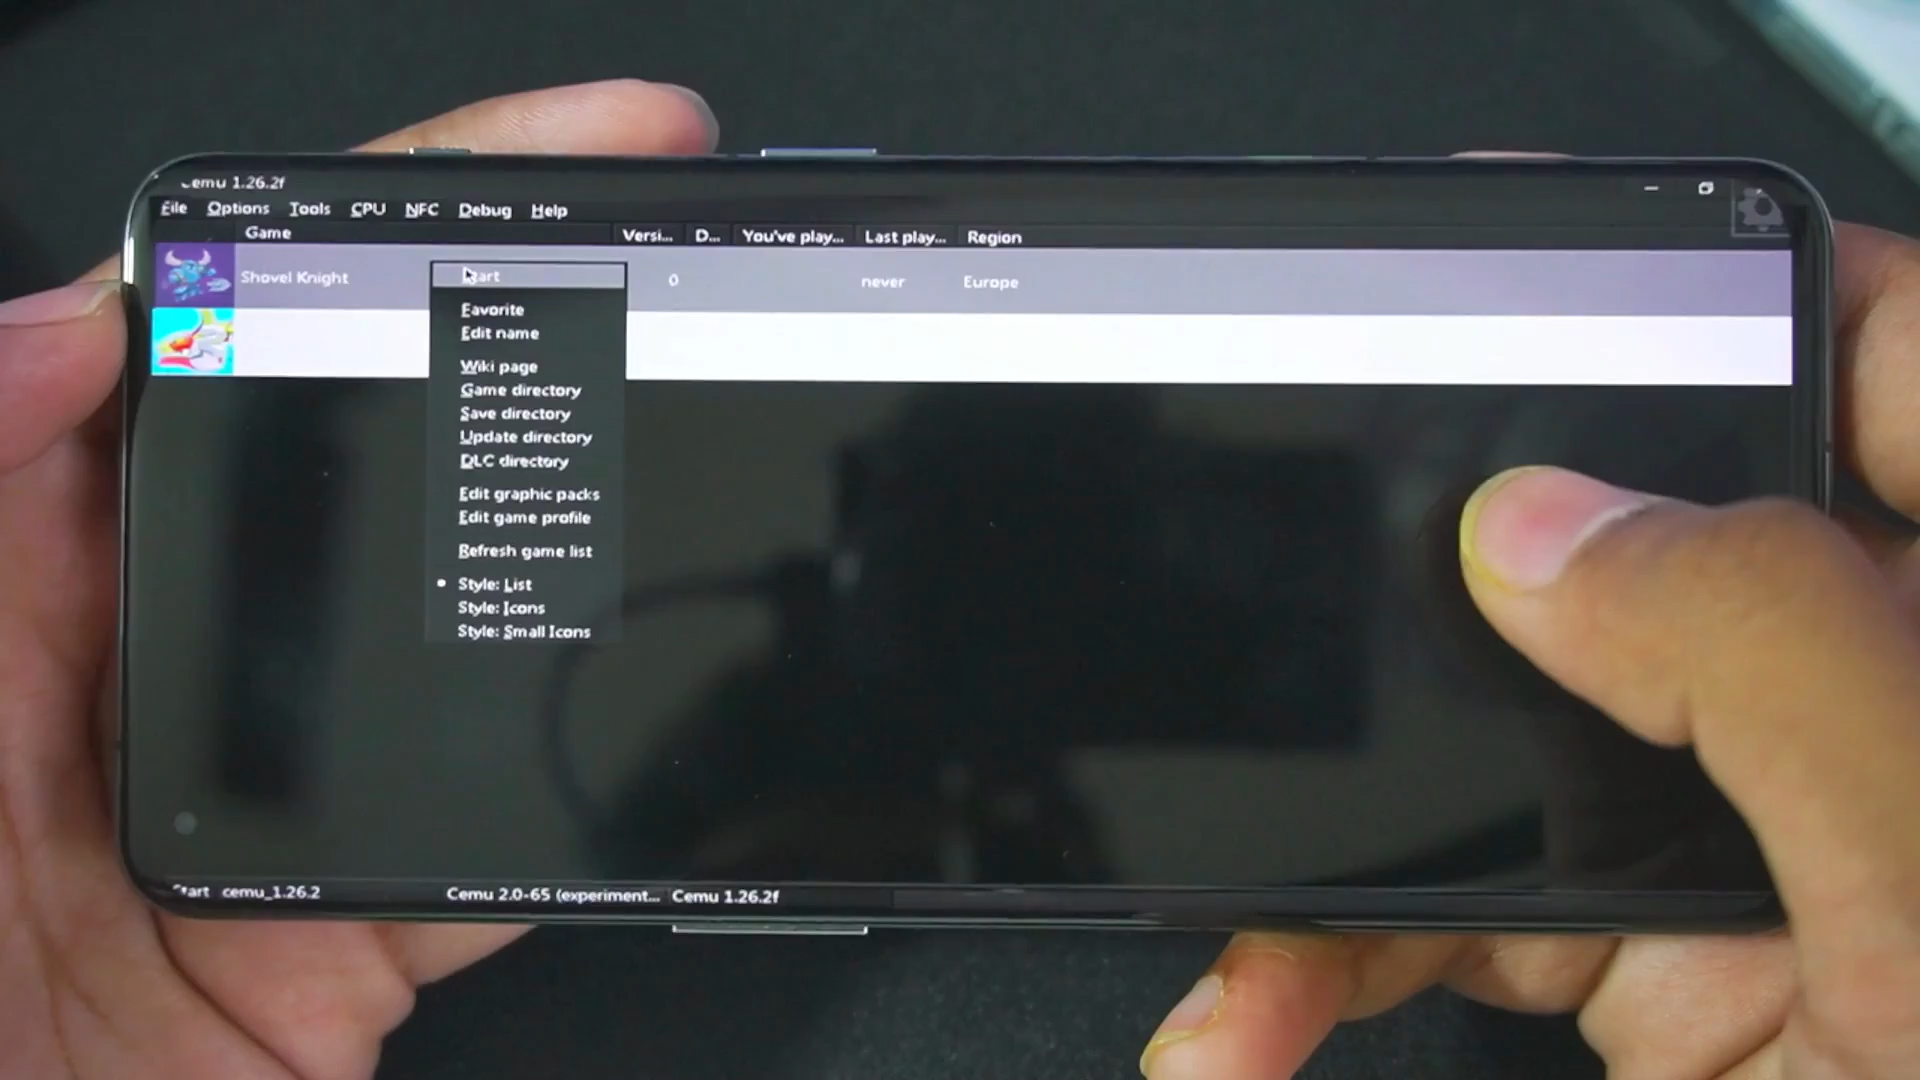 Cemu 1.26.2f
File Options Tools CPU NFC Debug Help
Game Versi... D... You've play... Last play... Region
Shovel Knight 0 never Europe
Start
Favorite
Edit name
Wiki page
Game directory
Save directory
Update directory
DLC directory
Edit graphic packs
Edit game profile
Refresh game list
Style: List
Style: Icons
Style: Small Icons
Start cemu_1.26.2 Cemu 2.0-65 (experiment... Cemu 1.26.2f